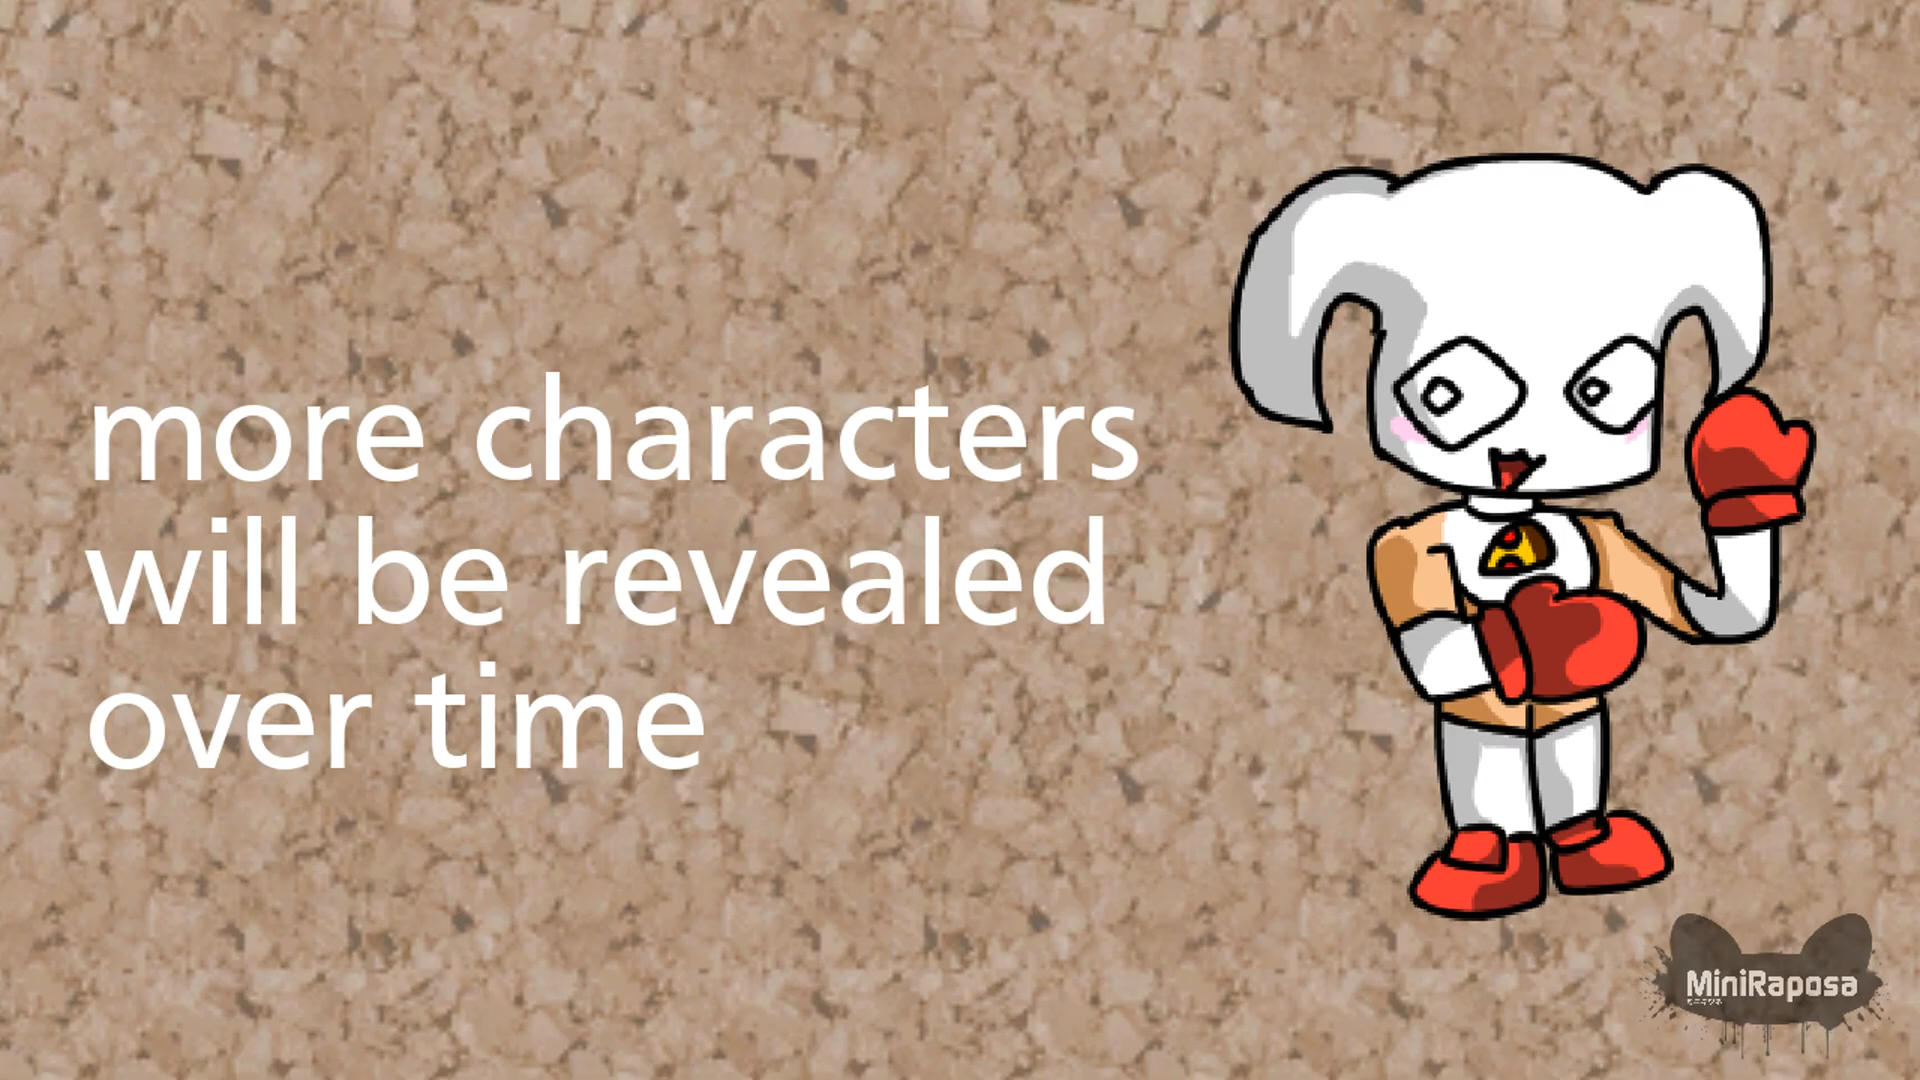 more characters
will be revealed
over time
MiniRaposa